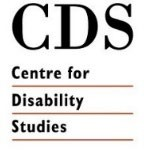 CDS
Centre for
Disability
Studies